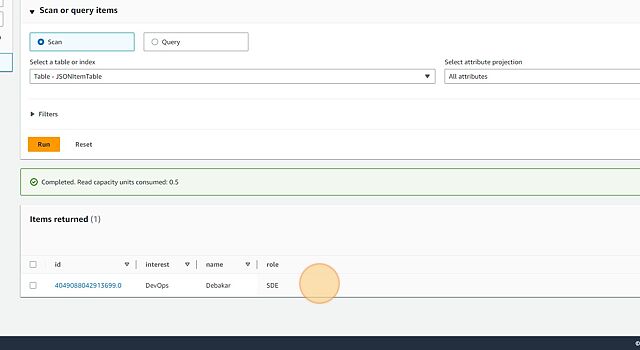 Scan or query items
Scan
Query
Select a table or index
Select attribute projection
Table - JSONItemTable
All attributes
Filters
Run
Reset
Completed. Read capacity units consumed: 0.5
Items returned (1)
id interest name role
4049088042913699.0 DevOps Debakar SDE
©